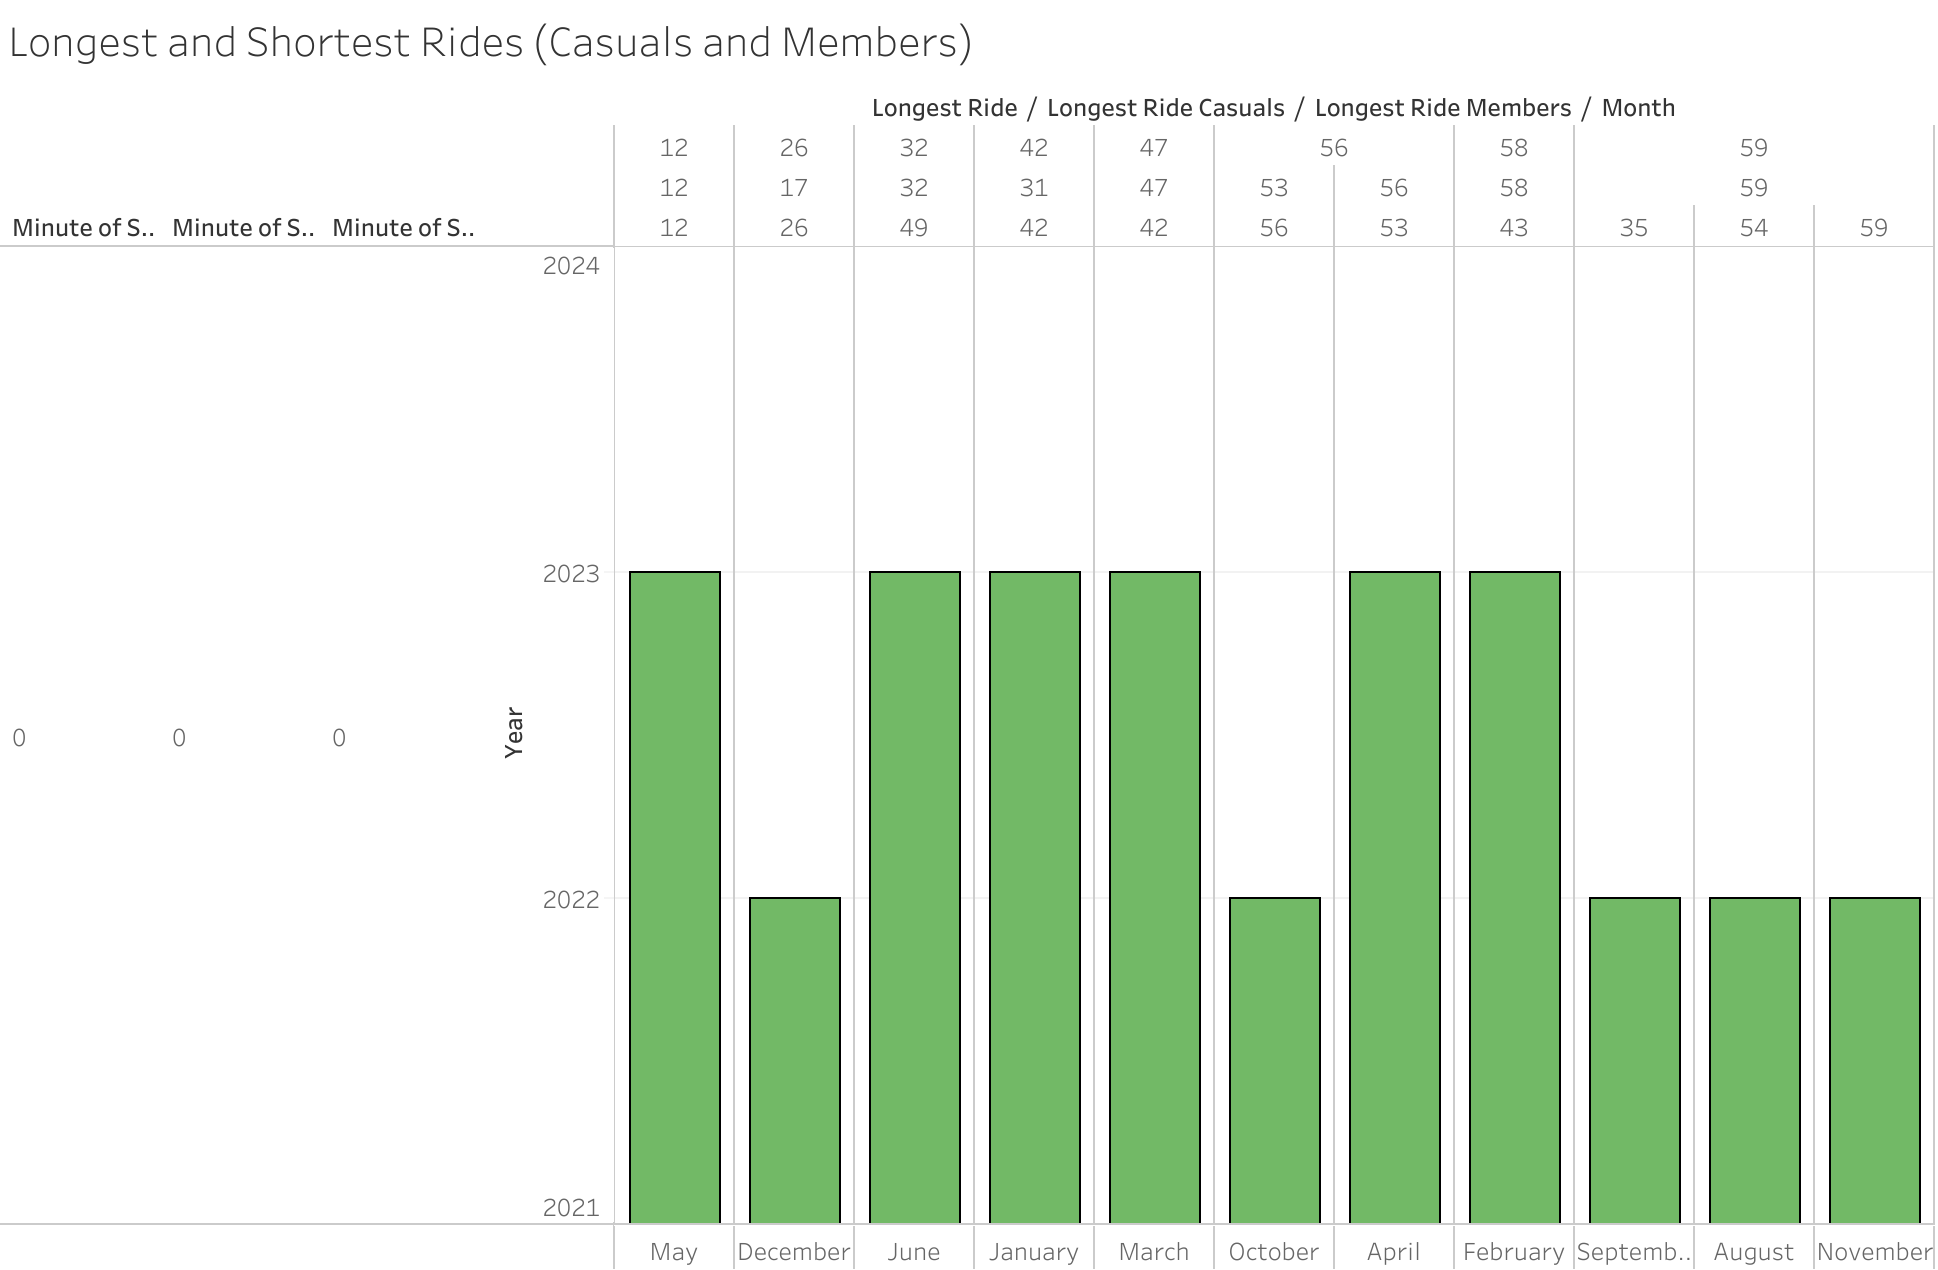 Longest and Shortest Rides (Casuals and Members)
Longest Ride / Longest Ride Casuals / Longest Ride Members / Month
12 26 32 42 47 56 58 59
12 17 32 31 47 53 56 58 59
Minute of S.. Minute of S.. Minute of S.. 12 26 49 42 42 56 53 43 35 54 59
2024
2023
0 0 0 Year
2022
2021
May December June January March October April February Septemb.. August November